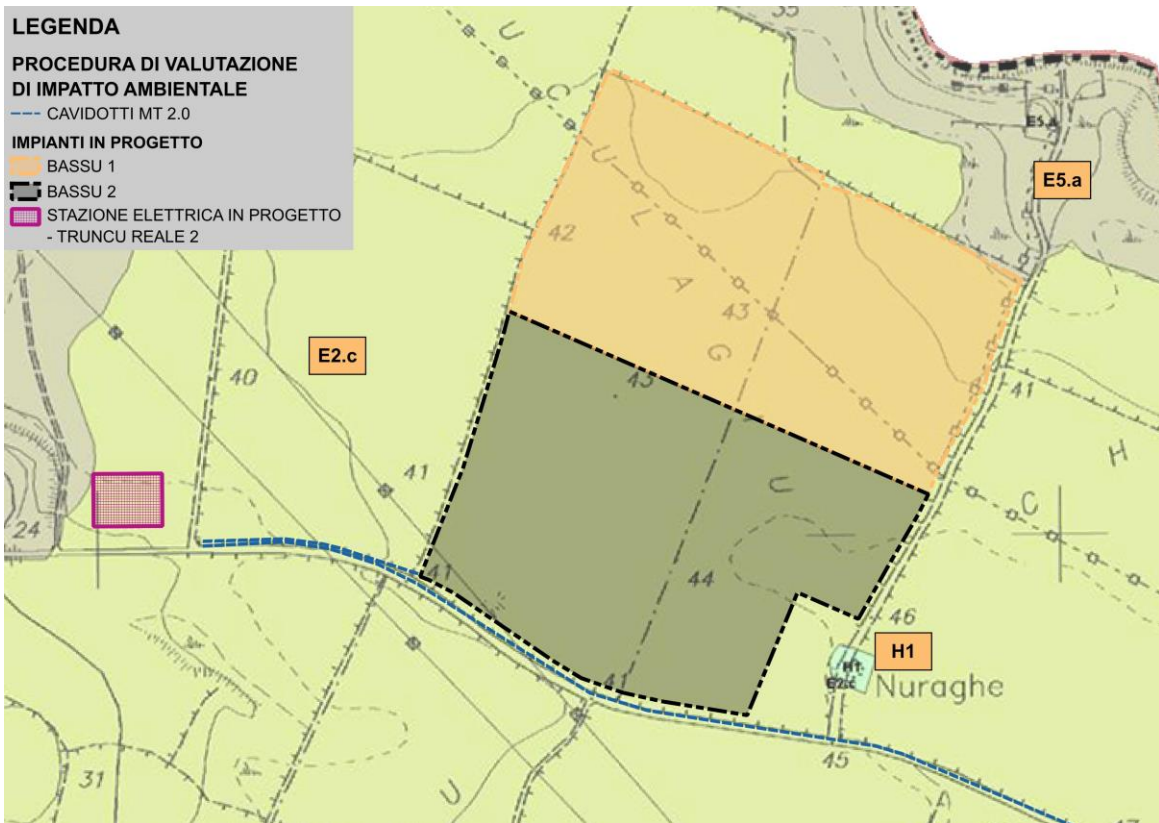 LEGENDA
PROCEDURA DI VALUTAZIONE
DI IMPATTO AMBIENTALE
CAVIDOTTI MT 2.0
IMPIANTI IN PROGETTO
BASSU 1
BASSU 2
STAZIONE ELETTRICA IN PROGETTO
- TRUNCU REALE 2
35
U
C
U
E5.a
E5.a
L
42
A
43
G
E2.c
40
43
41
H
41
U
C
24
44
41
46
H1
H1
E2.c
Nuraghe
41
45
31
U